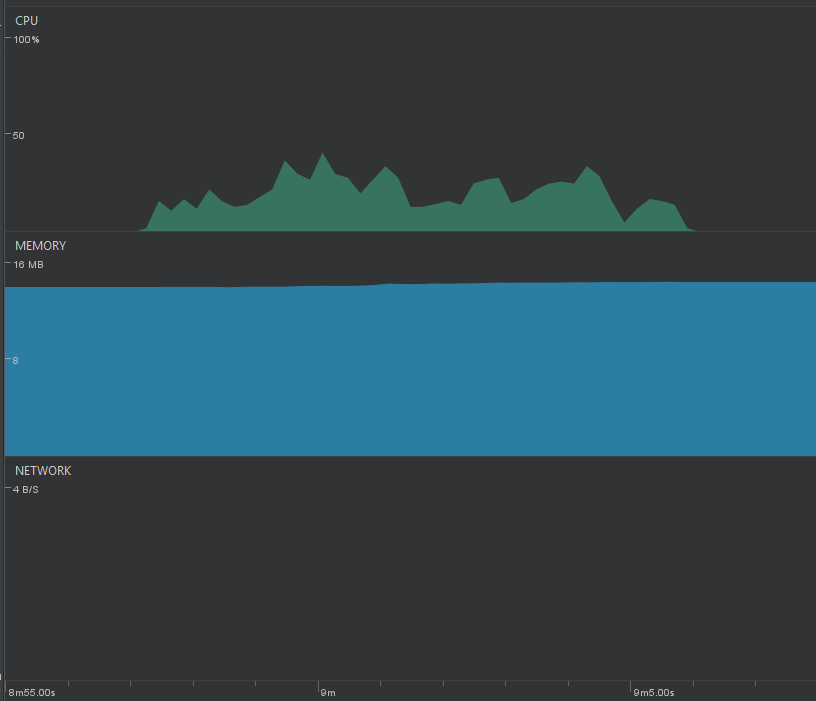 CPU
100%
50
MEMORY
16 MB
8
NETWORK
4 B/S
8m55.00s
9m
9m5.00s